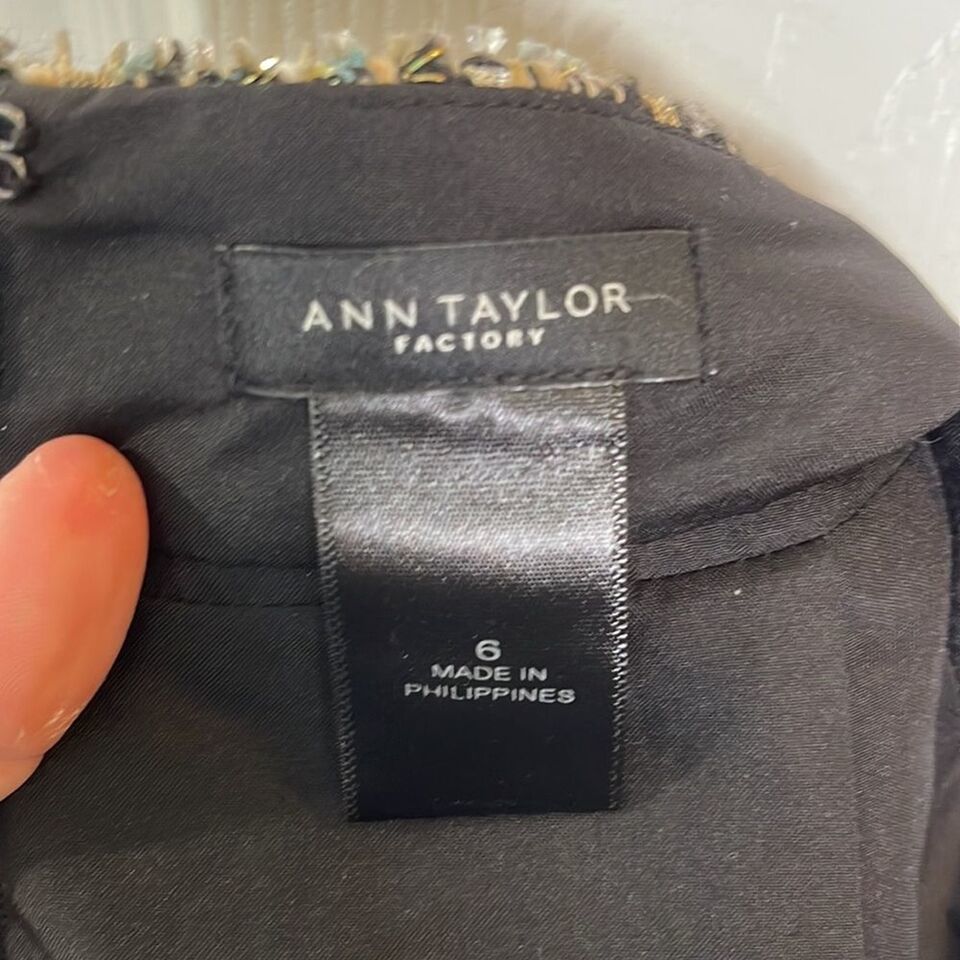 ANN TAYLOR
FACTORY
6
MADE IN
PHILIPPINES